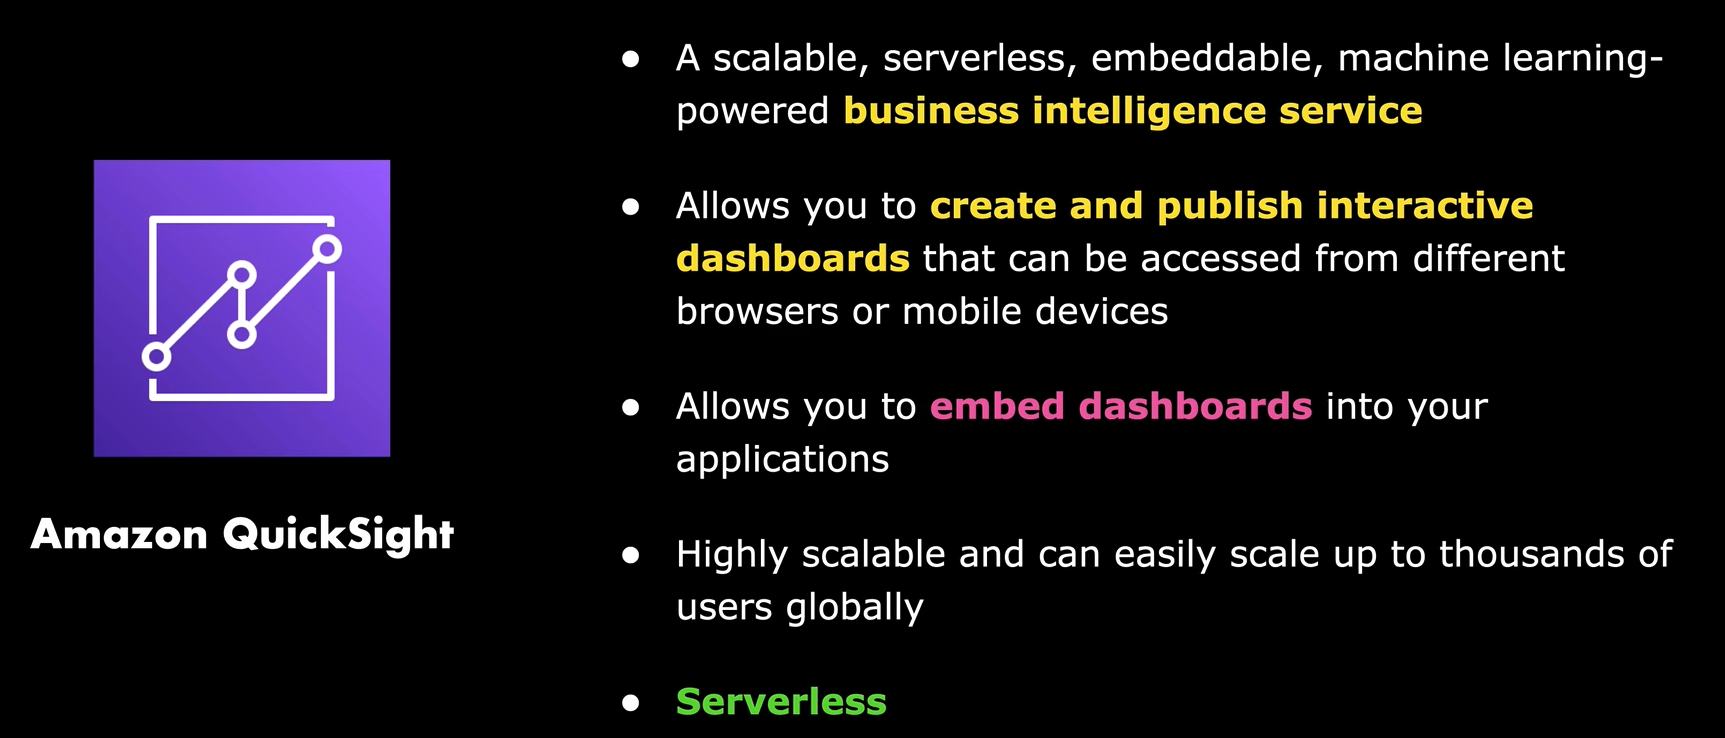 ● A scalable, serverless, embeddable, machine learning-
powered business intelligence service
● Allows you to create and publish interactive
dashboards that can be accessed from different
browsers or mobile devices
● Allows you to embed dashboards into your
applications
● Highly scalable and can easily scale up to thousands of
users globally
● Serverless
Amazon QuickSight